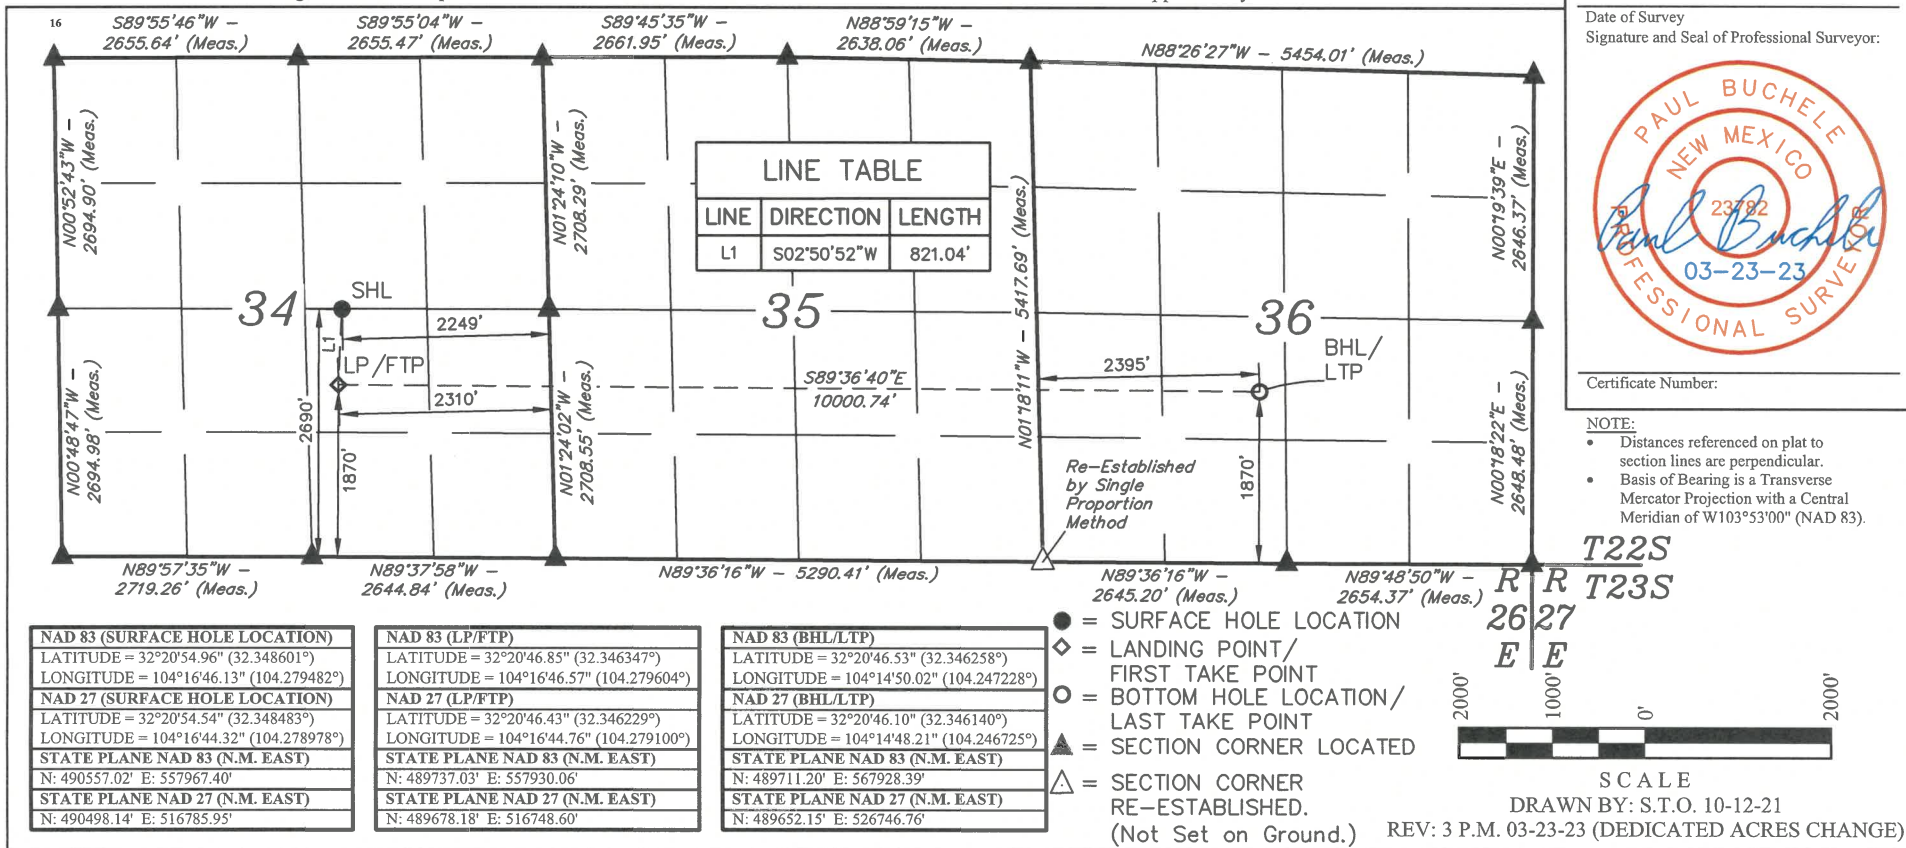 16
S89°55'46"W –
2655.64' (Meas.)
S89°55'04"W –
2655.47' (Meas.)
S89°45'35"W –
2661.95' (Meas.)
N88°59'15"W –
2638.06' (Meas.)
N88°26'27"W – 5454.01' (Meas.)
N00°52'43"W –
2694.90' (Meas.)
N01°24'10"W –
2708.29' (Meas.)
LINE TABLE
LINE DIRECTION LENGTH
L1 S02°50'52"W 821.04'
N01°18'11"W – 5417.69' (Meas.)
N00°19'39"E –
2646.37' (Meas.)
34
SHL
35
36
2249'
L1
LP/FTP
2310'
2690'
1870'
S89°36'40"E
10000.74'
2395'
BHL/
LTP
1870'
N00°48'47"W –
2694.98' (Meas.)
N01°24'02"W –
2708.55' (Meas.)
N00°18'22"E –
2648.48' (Meas.)
Re-Established
by Single
Proportion
Method
N89°57'35"W –
2719.26' (Meas.)
N89°37'58"W –
2644.84' (Meas.)
N89°36'16"W – 5290.41' (Meas.)
N89°36'16"W –
2645.20' (Meas.)
N89°48'50"W –
2654.37' (Meas.)
T22S
T23S
R R
26 27
E E
Date of Survey
Signature and Seal of Professional Surveyor:
PAUL BUCHELE
NEW MEXICO
23782
Paul Buchele
03-23-23
PROFESSIONAL SURVEYOR
Certificate Number:
NOTE:
• Distances referenced on plat to
section lines are perpendicular.
• Basis of Bearing is a Transverse
Mercator Projection with a Central
Meridian of W103°53'00" (NAD 83).
NAD 83 (SURFACE HOLE LOCATION)
LATITUDE = 32°20'54.96" (32.348601°)
LONGITUDE = 104°16'46.13" (104.279482°)
NAD 27 (SURFACE HOLE LOCATION)
LATITUDE = 32°20'54.54" (32.348483°)
LONGITUDE = 104°16'44.32" (104.278978°)
STATE PLANE NAD 83 (N.M. EAST)
N: 490557.02' E: 557967.40'
STATE PLANE NAD 27 (N.M. EAST)
N: 490498.14' E: 516785.95'
NAD 83 (LP/FTP)
LATITUDE = 32°20'46.85" (32.346347°)
LONGITUDE = 104°16'46.57" (104.279604°)
NAD 27 (LP/FTP)
LATITUDE = 32°20'46.43" (32.346229°)
LONGITUDE = 104°16'44.76" (104.279100°)
STATE PLANE NAD 83 (N.M. EAST)
N: 489737.03' E: 557930.06'
STATE PLANE NAD 27 (N.M. EAST)
N: 489678.18' E: 516748.60'
NAD 83 (BHL/LTP)
LATITUDE = 32°20'46.53" (32.346258°)
LONGITUDE = 104°14'50.02" (104.247228°)
NAD 27 (BHL/LTP)
LATITUDE = 32°20'46.10" (32.346140°)
LONGITUDE = 104°14'48.21" (104.246725°)
STATE PLANE NAD 83 (N.M. EAST)
N: 489711.20' E: 567928.39'
STATE PLANE NAD 27 (N.M. EAST)
N: 489652.15' E: 526746.76'
= SURFACE HOLE LOCATION
= LANDING POINT/
FIRST TAKE POINT
= BOTTOM HOLE LOCATION/
LAST TAKE POINT
= SECTION CORNER LOCATED
= SECTION CORNER
RE-ESTABLISHED.
(Not Set on Ground.)
2000' 1000' 0' 2000'
SCALE
DRAWN BY: S.T.O. 10-12-21
REV: 3 P.M. 03-23-23 (DEDICATED ACRES CHANGE)